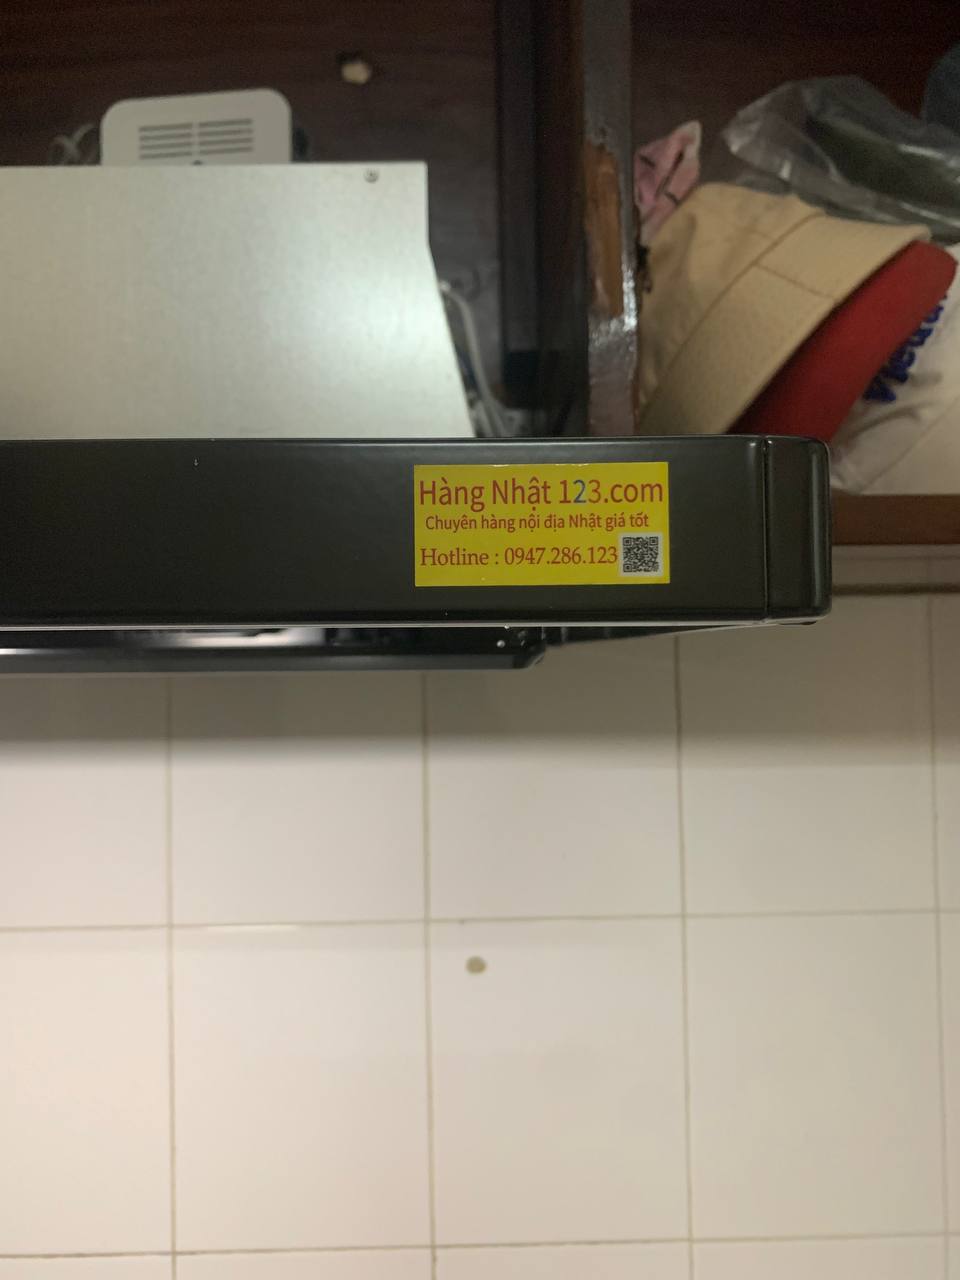 Hàng Nhật 123.com
Chuyên hàng nội địa Nhật giá tốt
Hotline : 0947.286.123